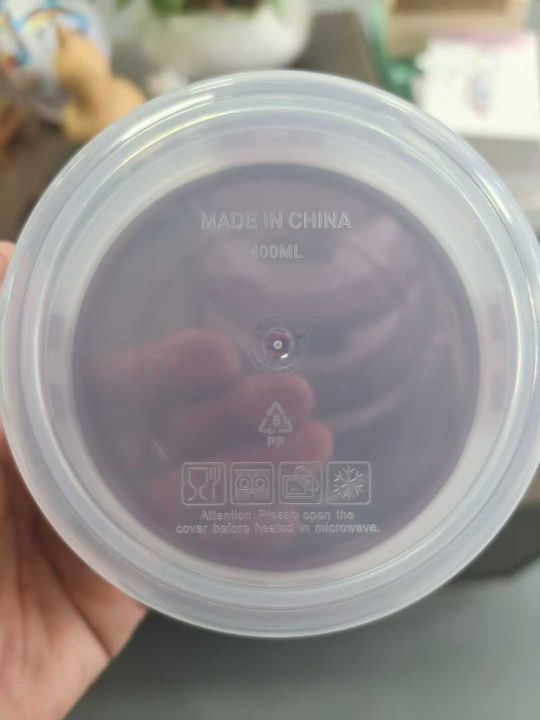 MADE IN CHINA
400ML
5
PP
Attention:Please open the
cover before heated in microwave.